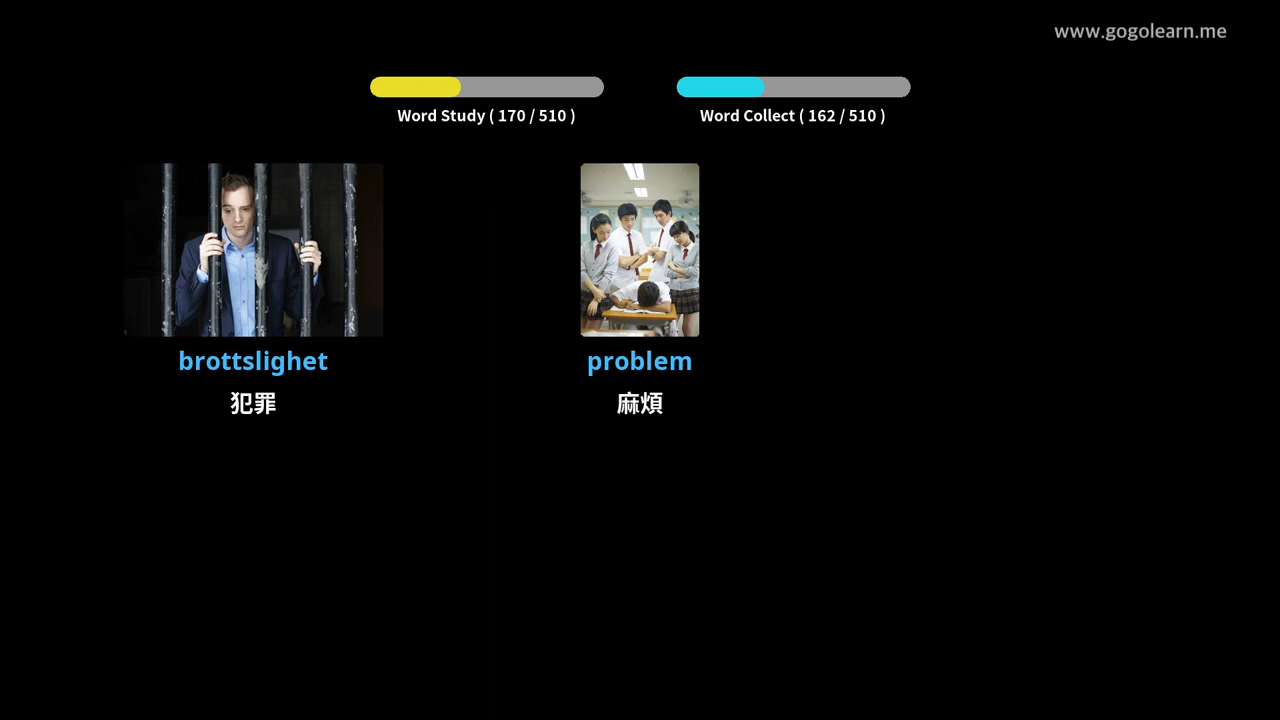 www.gogolearn.me
Word Study ( 170 / 510 )
Word Collect ( 162 / 510 )
brottslighet
犯罪
problem
麻煩